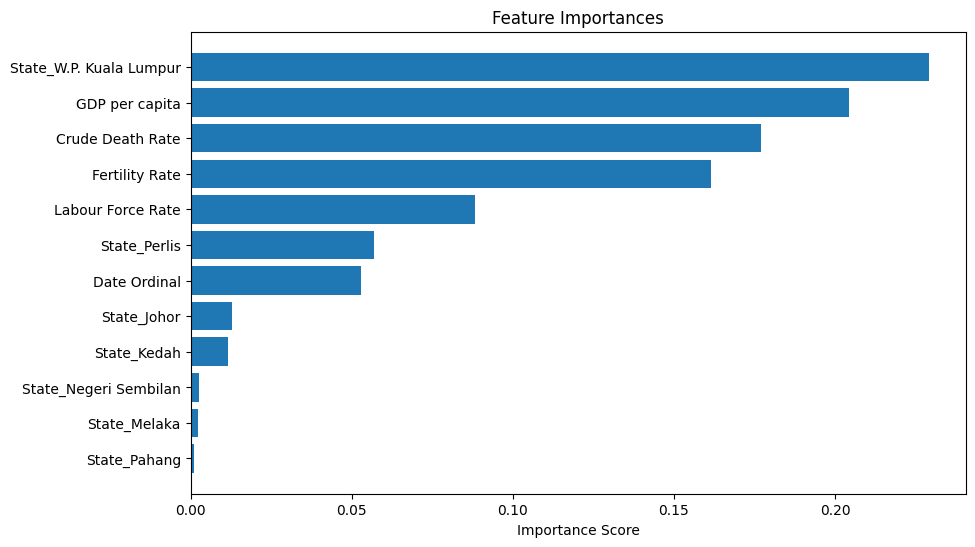 Feature Importances
State_W.P. Kuala Lumpur
GDP per capita
Crude Death Rate
Fertility Rate
Labour Force Rate
State_Perlis
Date Ordinal
State_Johor
State_Kedah
State_Negeri Sembilan
State_Melaka
State_Pahang
0.00 0.05 0.10 0.15 0.20
Importance Score